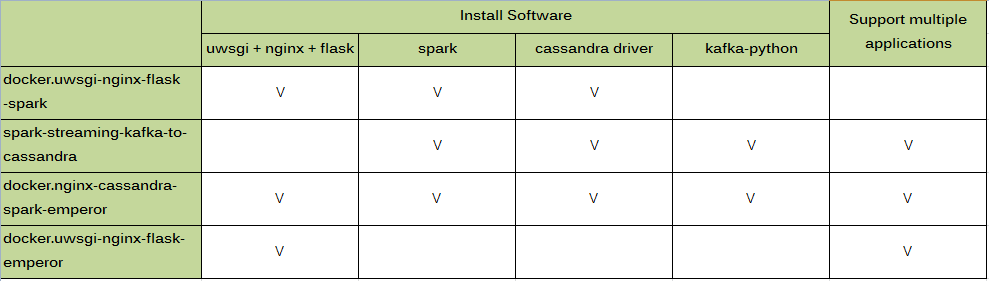 Install Software
Support multiple
applications
uwsgi + nginx + flask
spark
cassandra driver
kafka-python
docker.uwsgi-nginx-flask
-spark
V
V
V
spark-streaming-kafka-to-
cassandra
V
V
V
V
docker.nginx-cassandra-
spark-emperor
V
V
V
V
V
docker.uwsgi-nginx-flask-
emperor
V
V